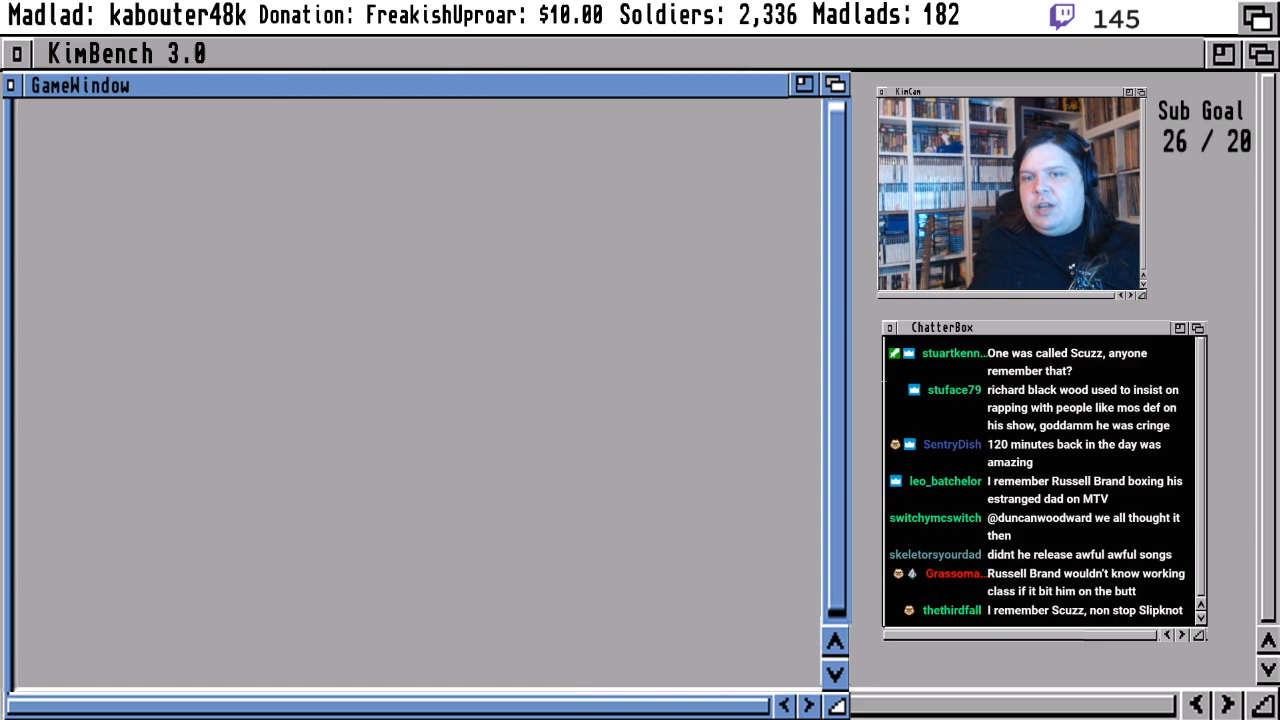 Madlad: kabouter48k Donation: FreakishUproar: $10.00 Soldiers: 2,336 Madlads: 182 145
KimBench 3.0
GameWindow
KimCam
Sub Goal
26 / 20
ChatterBox
stuartkenn... One was called Scuzz, anyone
remember that?
stuface79 richard black wood used to insist on
rapping with people like mos def on
his show, goddamm he was cringe
SentryDish 120 minutes back in the day was
amazing
leo_batchelor I remember Russell Brand boxing his
estranged dad on MTV
switchymcswitch @duncanwoodward we all thought it
then
skeletorsyourdad didnt he release awful awful songs
Grassoma... Russell Brand wouldn't know working
class if it bit him on the butt
thethirdfall I remember Scuzz, non stop Slipknot